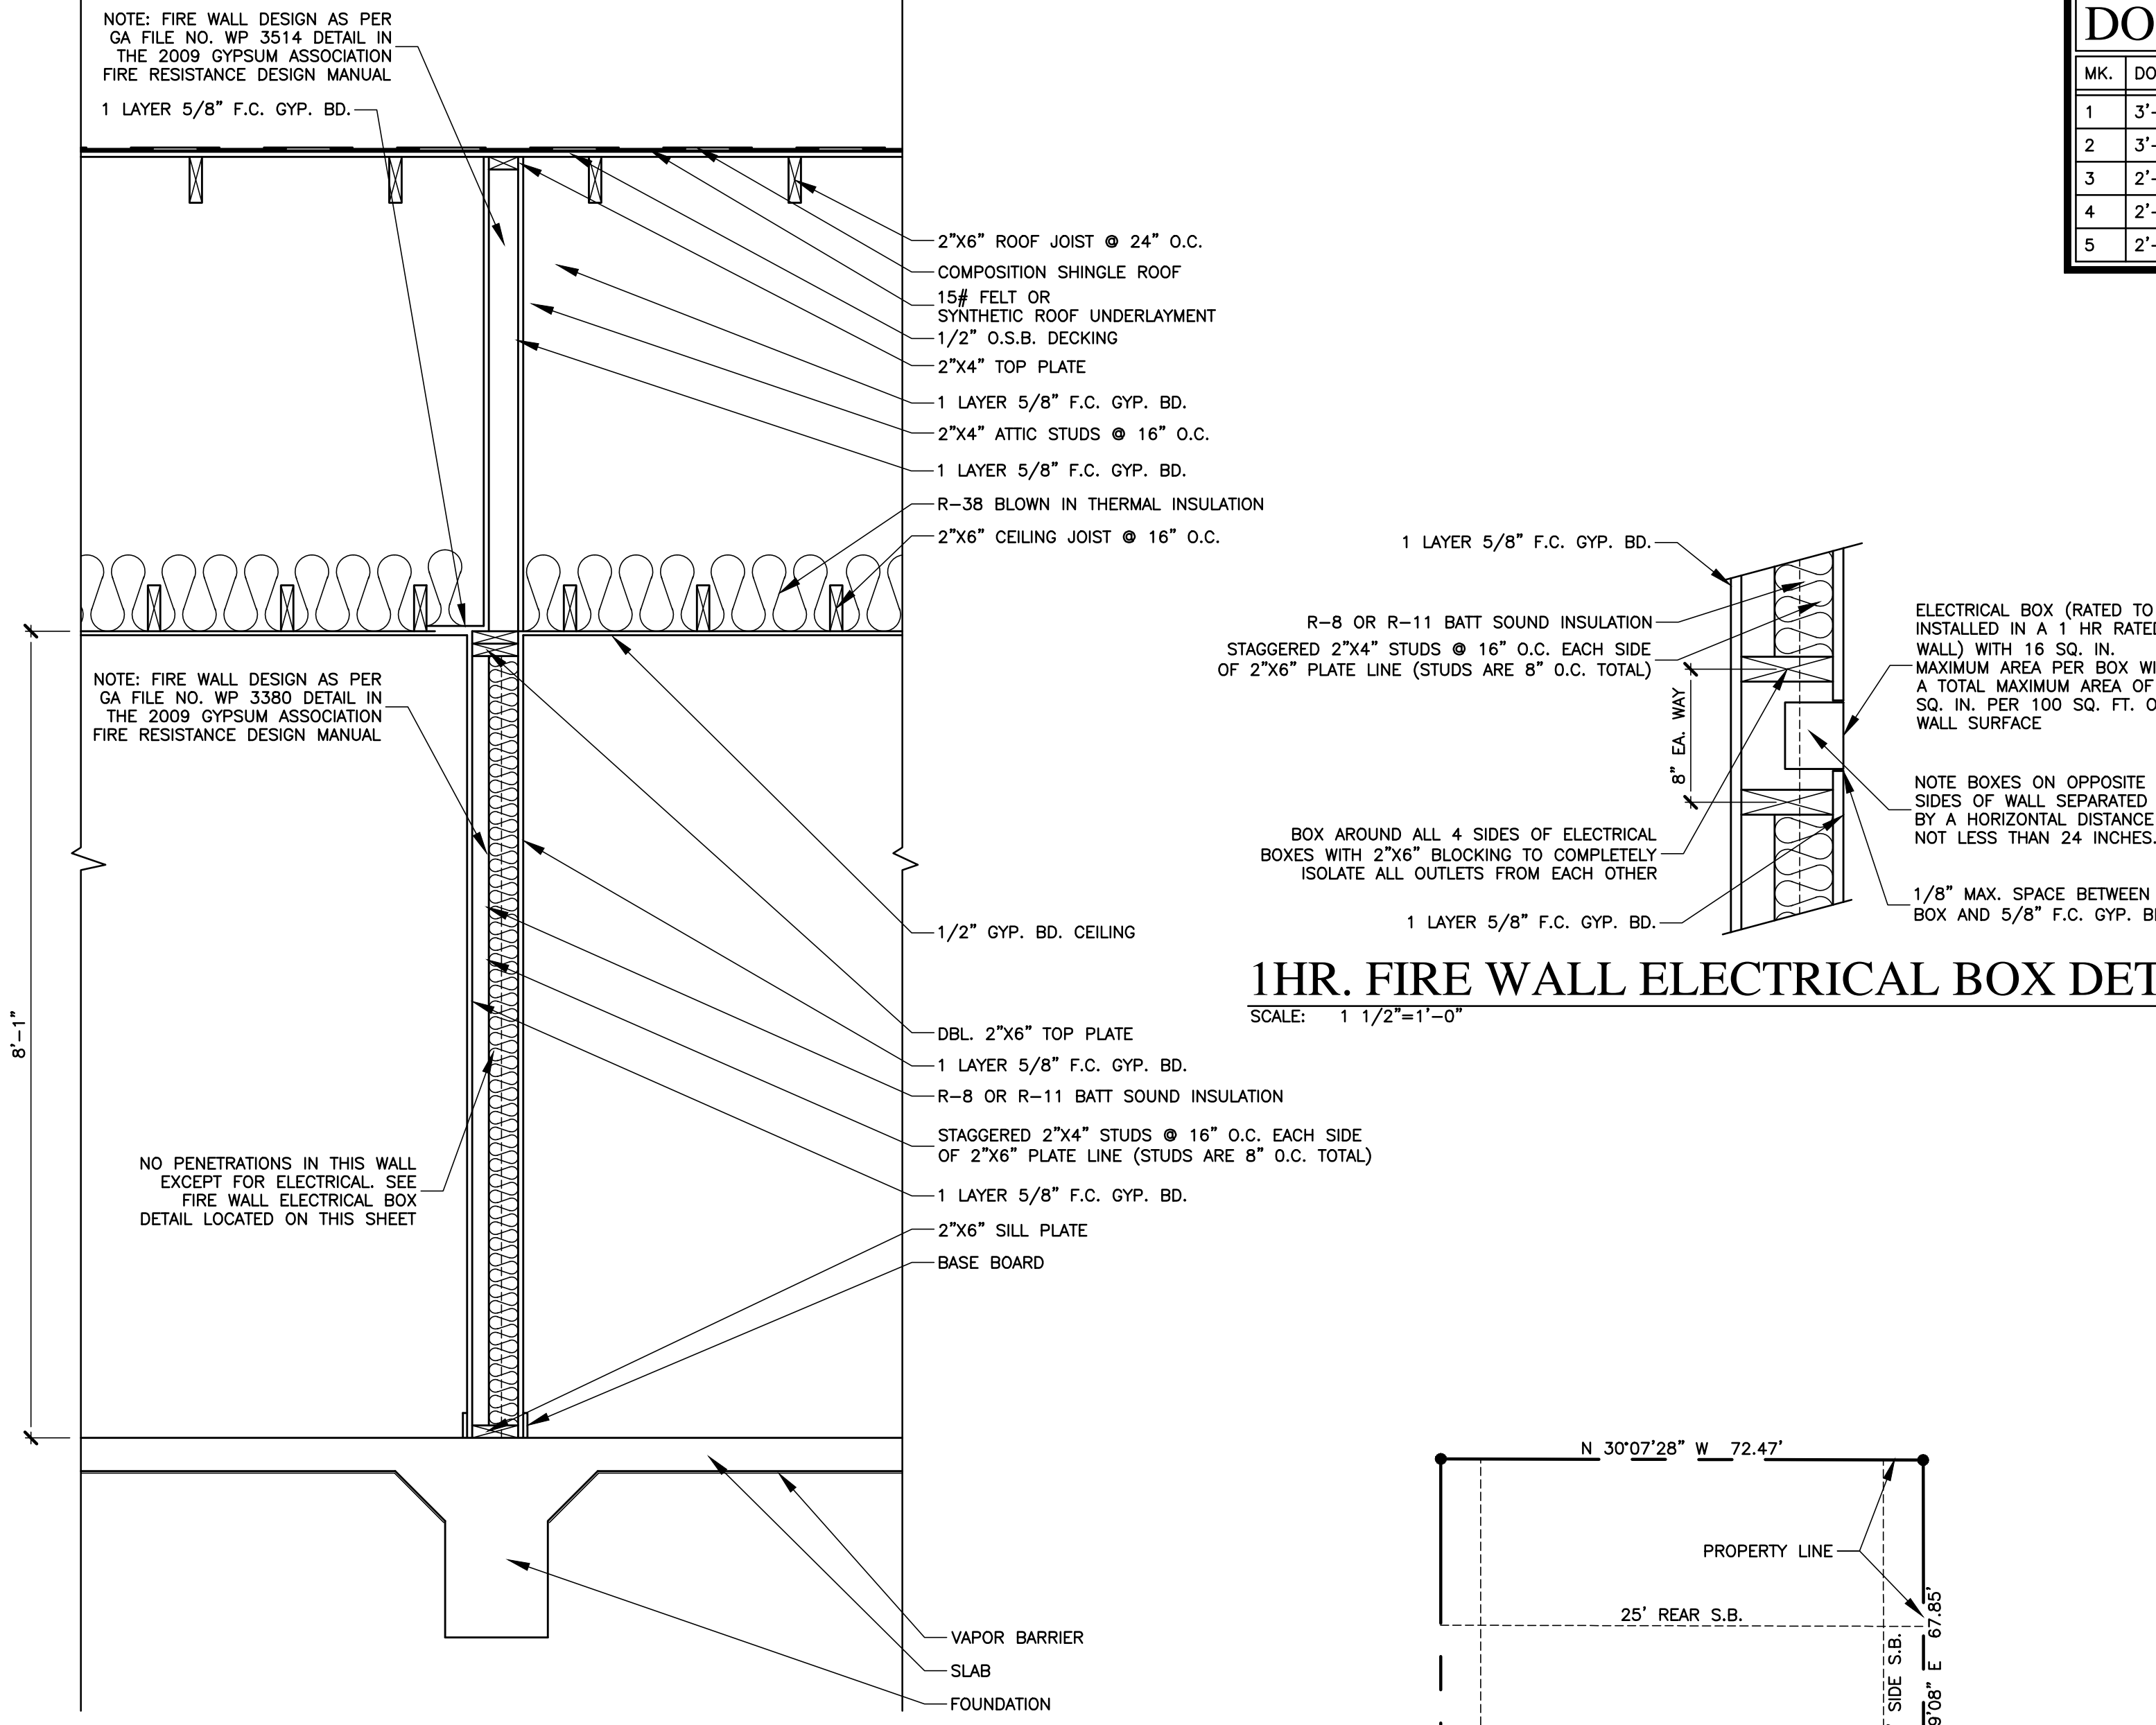 NOTE: FIRE WALL DESIGN AS PER
GA FILE NO. WP 3514 DETAIL IN
THE 2009 GYPSUM ASSOCIATION
FIRE RESISTANCE DESIGN MANUAL
1 LAYER 5/8" F.C. GYP. BD.
2"X6" ROOF JOIST @ 24" O.C.
COMPOSITION SHINGLE ROOF
15# FELT OR
SYNTHETIC ROOF UNDERLAYMENT
1/2" O.S.B. DECKING
2"X4" TOP PLATE
1 LAYER 5/8" F.C. GYP. BD.
2"X4" ATTIC STUDS @ 16" O.C.
1 LAYER 5/8" F.C. GYP. BD.
R-38 BLOWN IN THERMAL INSULATION
2"X6" CEILING JOIST @ 16" O.C.
NOTE: FIRE WALL DESIGN AS PER
GA FILE NO. WP 3380 DETAIL IN
THE 2009 GYPSUM ASSOCIATION
FIRE RESISTANCE DESIGN MANUAL
8'-1"
NO PENETRATIONS IN THIS WALL
EXCEPT FOR ELECTRICAL. SEE
FIRE WALL ELECTRICAL BOX
DETAIL LOCATED ON THIS SHEET
1/2" GYP. BD. CEILING
DBL. 2"X6" TOP PLATE
1 LAYER 5/8" F.C. GYP. BD.
R-8 OR R-11 BATT SOUND INSULATION
STAGGERED 2"X4" STUDS @ 16" O.C. EACH SIDE
OF 2"X6" PLATE LINE (STUDS ARE 8" O.C. TOTAL)
1 LAYER 5/8" F.C. GYP. BD.
2"X6" SILL PLATE
BASE BOARD
VAPOR BARRIER
SLAB
FOUNDATION
DO
MK. DO
1 3'-
2 3'-
3 2'-
4 2'-
5 2'-
1 LAYER 5/8" F.C. GYP. BD.
R-8 OR R-11 BATT SOUND INSULATION
STAGGERED 2"X4" STUDS @ 16" O.C. EACH SIDE
OF 2"X6" PLATE LINE (STUDS ARE 8" O.C. TOTAL)
8" EA. WAY
BOX AROUND ALL 4 SIDES OF ELECTRICAL
BOXES WITH 2"X6" BLOCKING TO COMPLETELY
ISOLATE ALL OUTLETS FROM EACH OTHER
1 LAYER 5/8" F.C. GYP. BD.
ELECTRICAL BOX (RATED TO
INSTALLED IN A 1 HR RATED
WALL) WITH 16 SQ. IN.
MAXIMUM AREA PER BOX WI
A TOTAL MAXIMUM AREA OF
SQ. IN. PER 100 SQ. FT. O
WALL SURFACE
NOTE BOXES ON OPPOSITE
SIDES OF WALL SEPARATED
BY A HORIZONTAL DISTANCE
NOT LESS THAN 24 INCHES.
1/8" MAX. SPACE BETWEEN
BOX AND 5/8" F.C. GYP. B
1HR. FIRE WALL ELECTRICAL BOX DET
SCALE: 1 1/2"=1'-0"
N 30°07'28" W 72.47'
PROPERTY LINE
25' REAR S.B.
SIDE S.B.
9'08" E 67.85'